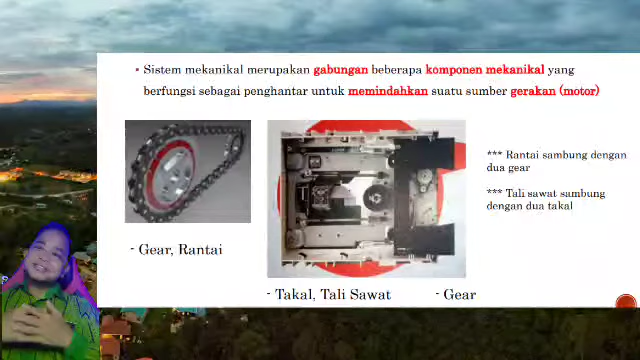 Sistem mekanikal merupakan gabungan beberapa komponen mekanikal yang
berfungsi sebagai penghantar untuk memindahkan suatu sumber gerakan (motor)
*** Rantai sambung dengan
dua gear
*** Tali sawat sambung
dengan dua takal
- Gear, Rantai
- Takal, Tali Sawat
- Gear